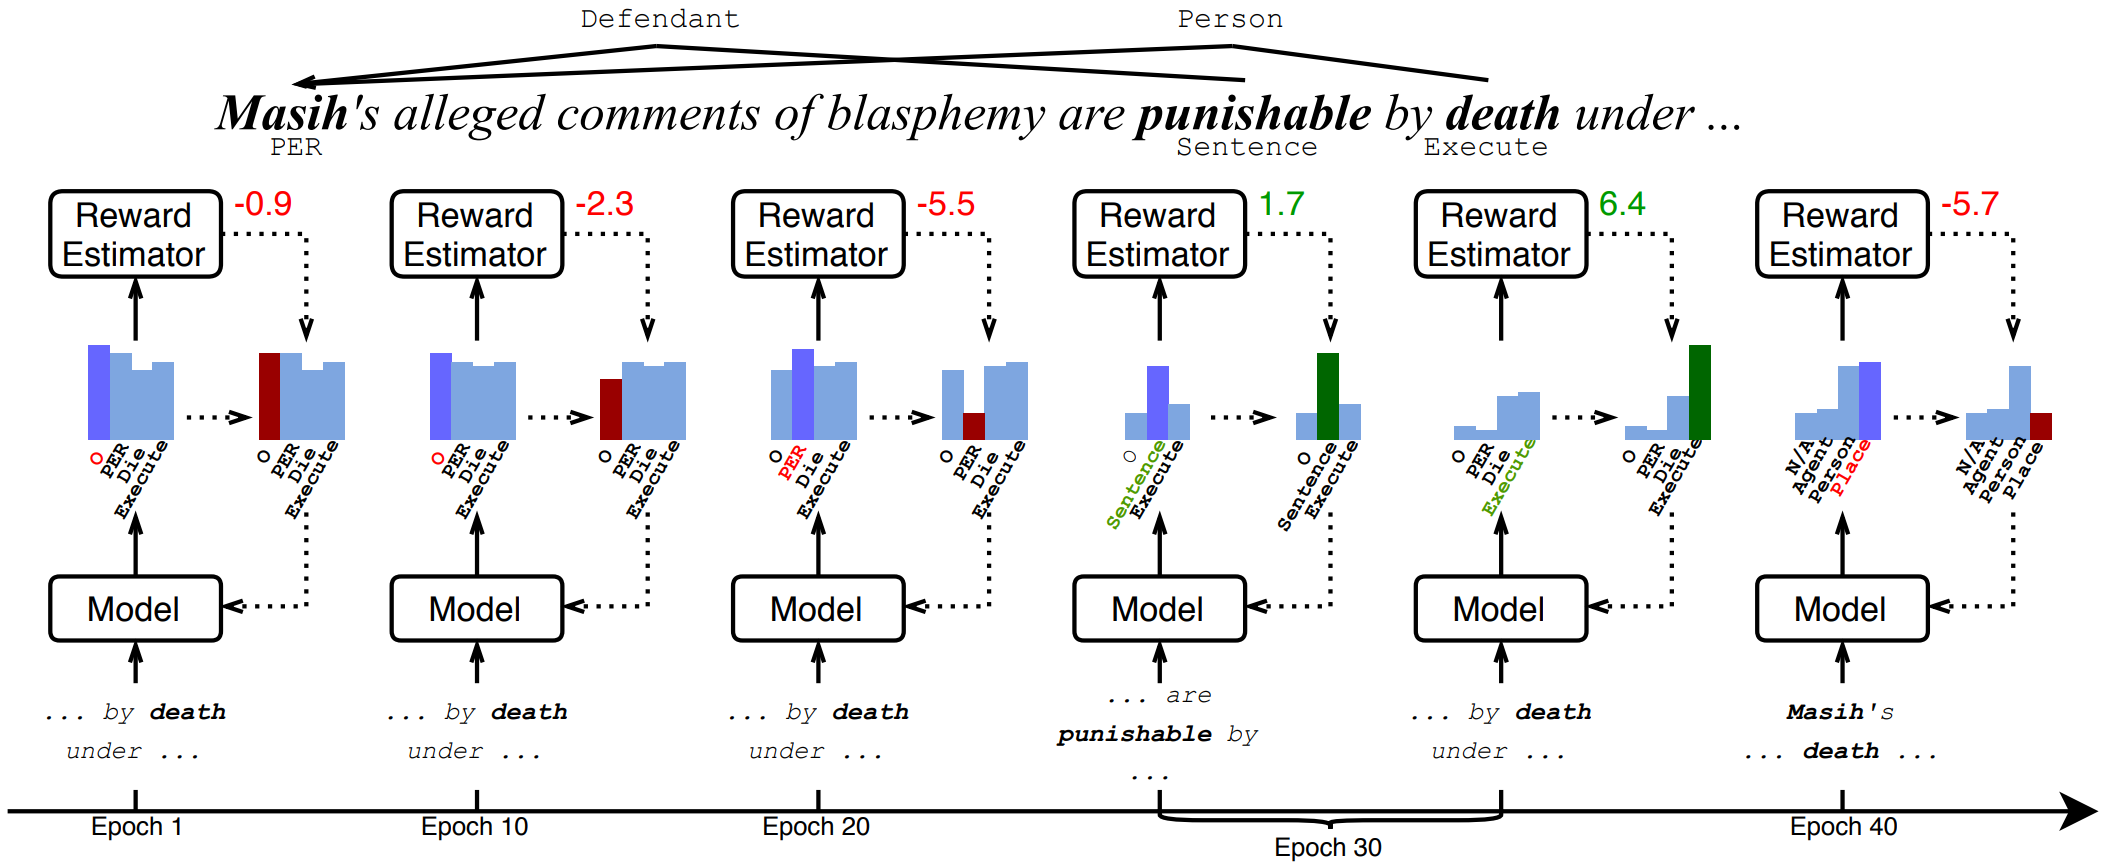 Defendant Person
Masih's alleged comments of blasphemy are punishable by death under ...
PER Sentence Execute
Reward Estimator -0.9
Reward Estimator -2.3
Reward Estimator -5.5
Reward Estimator 1.7
Reward Estimator 6.4
Reward Estimator -5.7
O PER Die Execute
O PER Die Execute
O PER Die Execute
O PER Die Execute
O PER Die Execute
O PER Die Execute
O Sentence Execute
O Sentence Execute
O PER Die Execute
O PER Die Execute
N/A Agent Person Place
N/A Agent Person Place
Model Model Model Model Model Model
... by death
under ...
... by death
under ...
... by death
under ...
... are
punishable by
...
... by death
under ...
Masih's
... death ...
Epoch 1 Epoch 10 Epoch 20 Epoch 30 Epoch 40